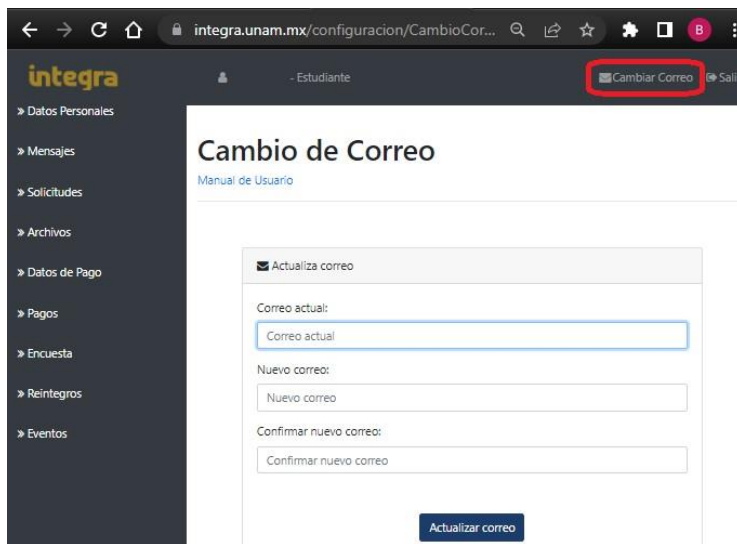 integra.unam.mx/configuracion/CambioCor...
B
integra
- Estudiante
Cambiar Correo
Sali
» Datos Personales
» Mensajes
» Solicitudes
» Archivos
» Datos de Pago
» Pagos
» Encuesta
» Reintegros
» Eventos
Cambio de Correo
Manual de Usuario
Actualiza correo
Correo actual:
Correo actual
Nuevo correo:
Nuevo correo
Confirmar nuevo correo:
Confirmar nuevo correo
Actualizar correo